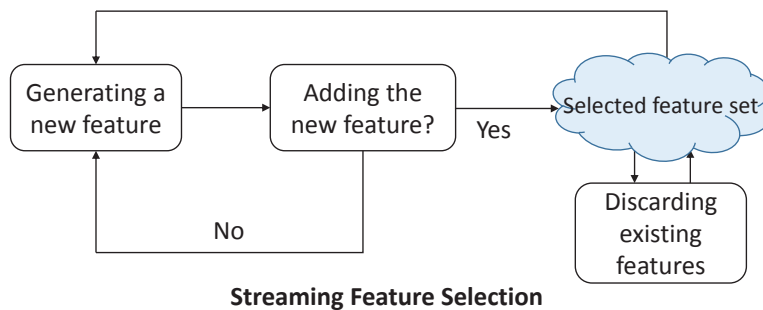 Generating a
new feature
Adding the
new feature?
Yes
Selected feature set
No
Discarding
existing
features
Streaming Feature Selection